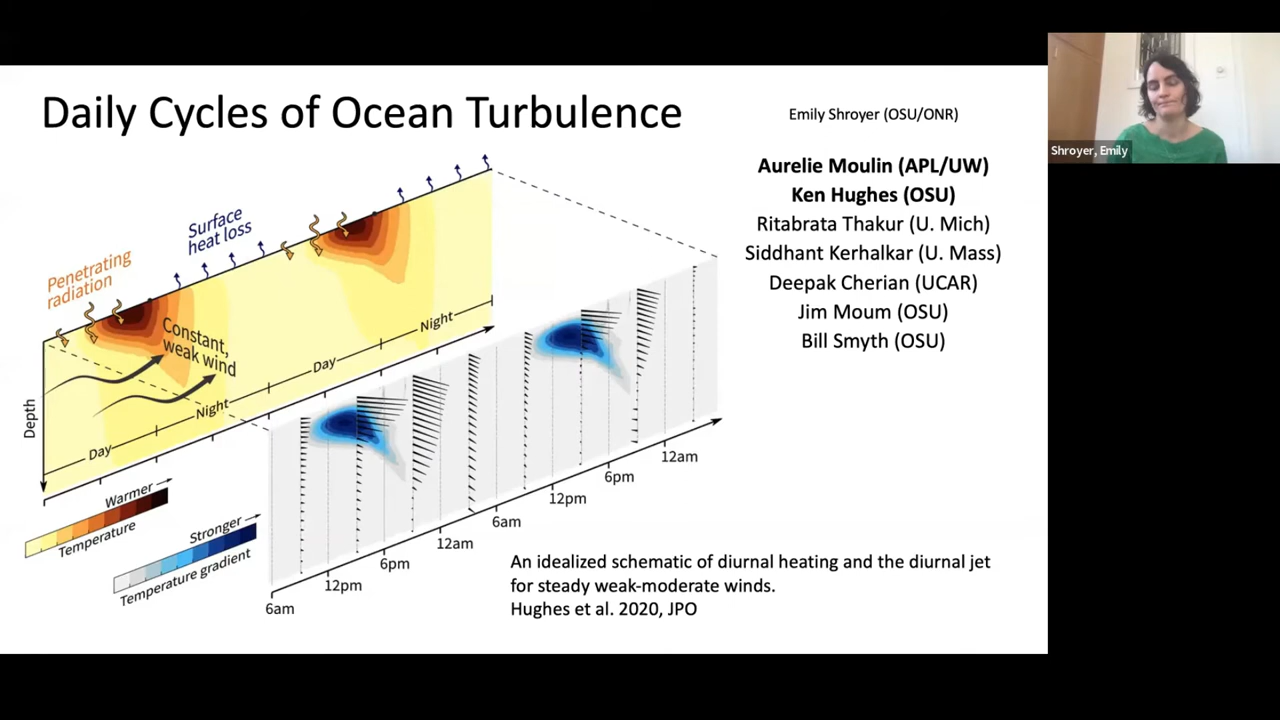 Daily Cycles of Ocean Turbulence
Emily Shroyer (OSU/ONR)
Aurelie Moulin (APL/UW)
Ken Hughes (OSU)
Ritabrata Thakur (U. Mich)
Siddhant Kerhalkar (U. Mass)
Deepak Cherian (UCAR)
Jim Moum (OSU)
Bill Smyth (OSU)
Shroyer, Emily
Penetrating
radiation
Surface
heat loss
Constant,
weak wind
Depth
Day
Night
Day
Night
Warmer
Temperature
Stronger
Temperature gradient
6am
12pm
6pm
12am
6am
12pm
6pm
12am
An idealized schematic of diurnal heating and the diurnal jet
for steady weak-moderate winds.
Hughes et al. 2020, JPO